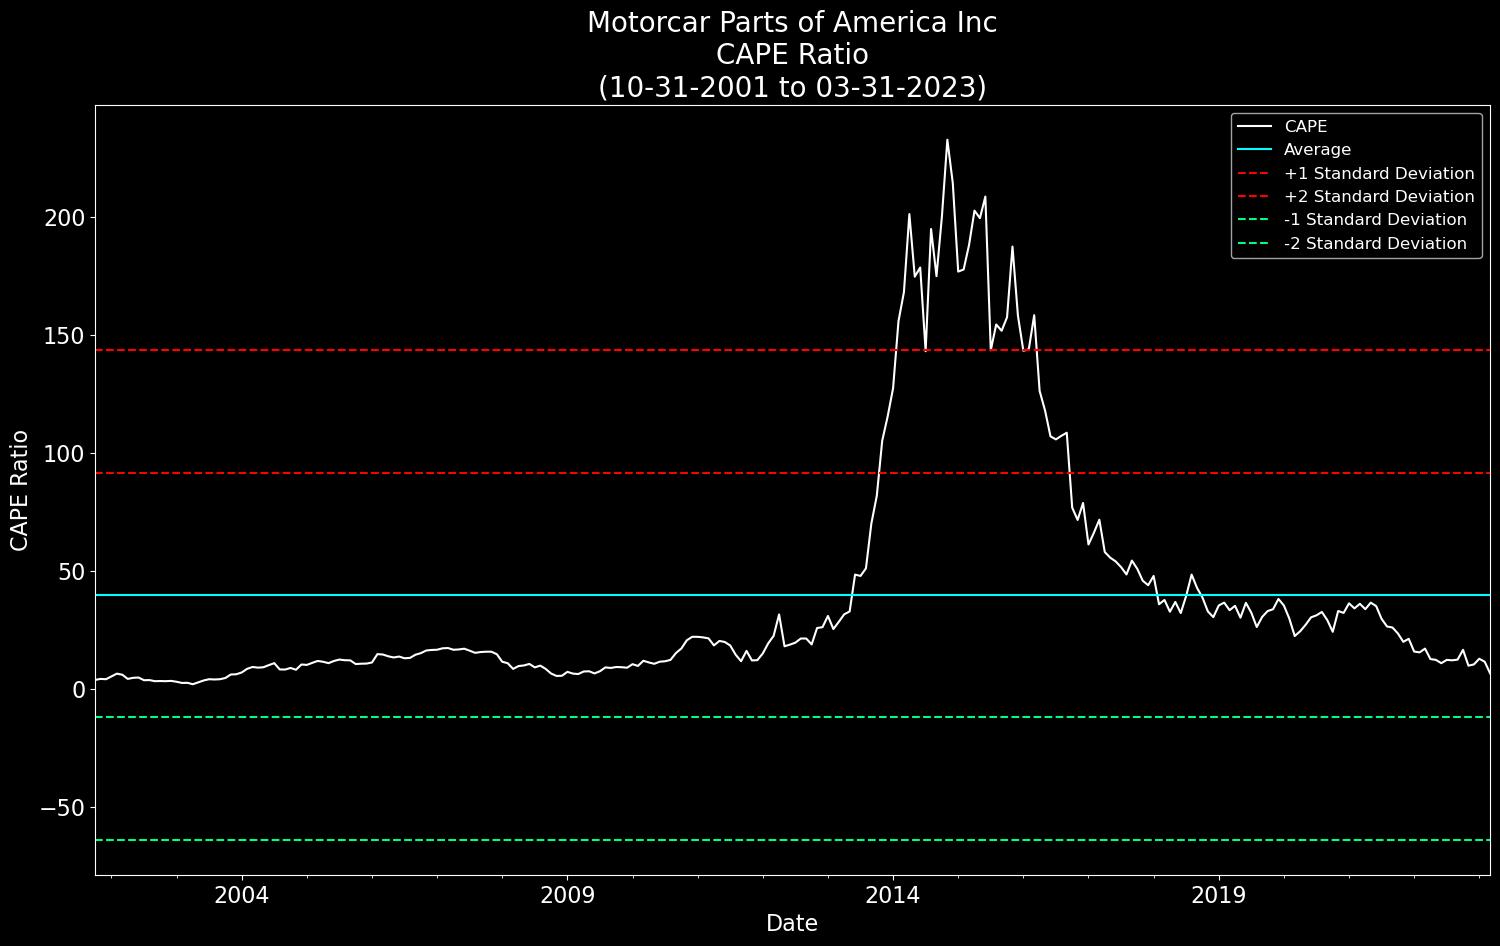 Motorcar Parts of America Inc
CAPE Ratio
(10-31-2001 to 03-31-2023)
CAPE
Average
+1 Standard Deviation
+2 Standard Deviation
-1 Standard Deviation
-2 Standard Deviation
CAPE Ratio
200
150
100
50
0
−50
2004
2009
2014
2019
Date